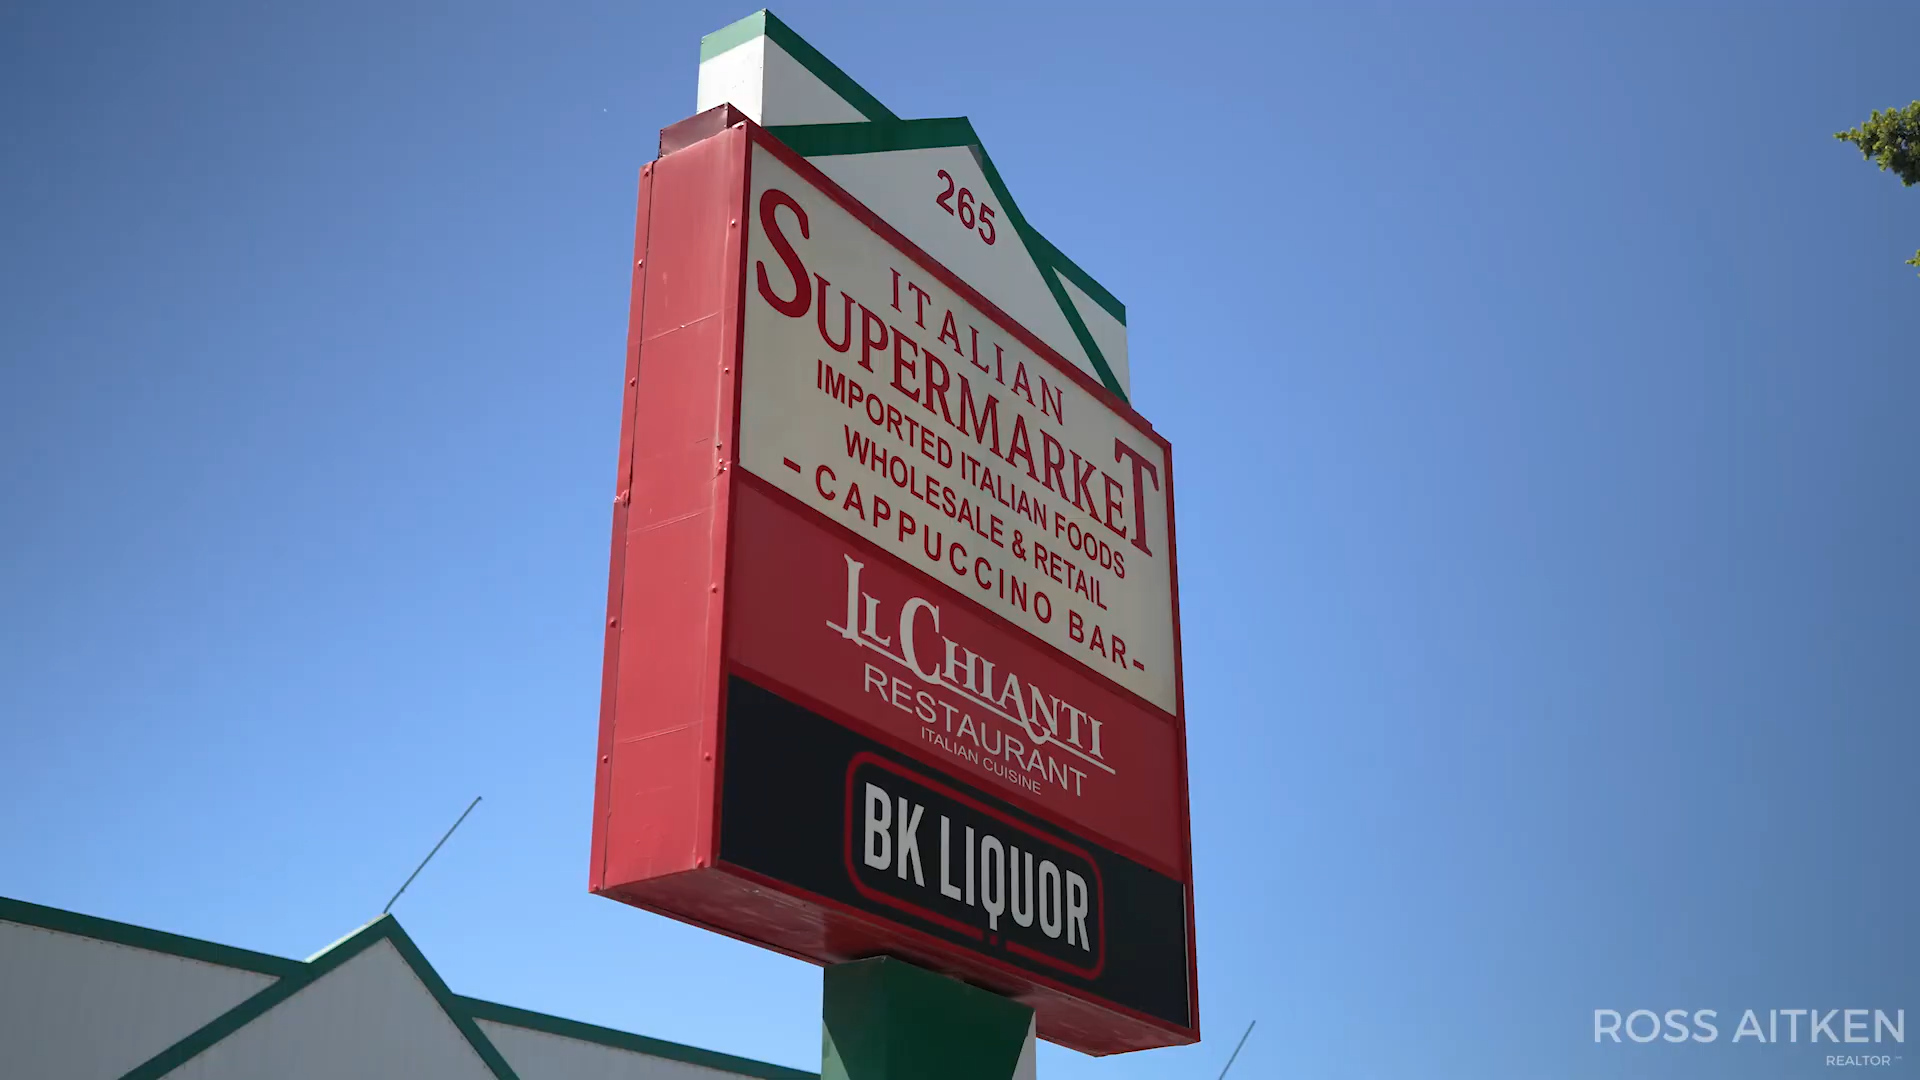 265
ITALIAN
SUPERMARKET
IMPORTED ITALIAN FOODS
WHOLESALE & RETAIL
- CAPPUCCINO BAR -
IL CHIANTI
RESTAURANT
ITALIAN CUISINE
BK LIQUOR
ROSS AITKEN
REALTOR